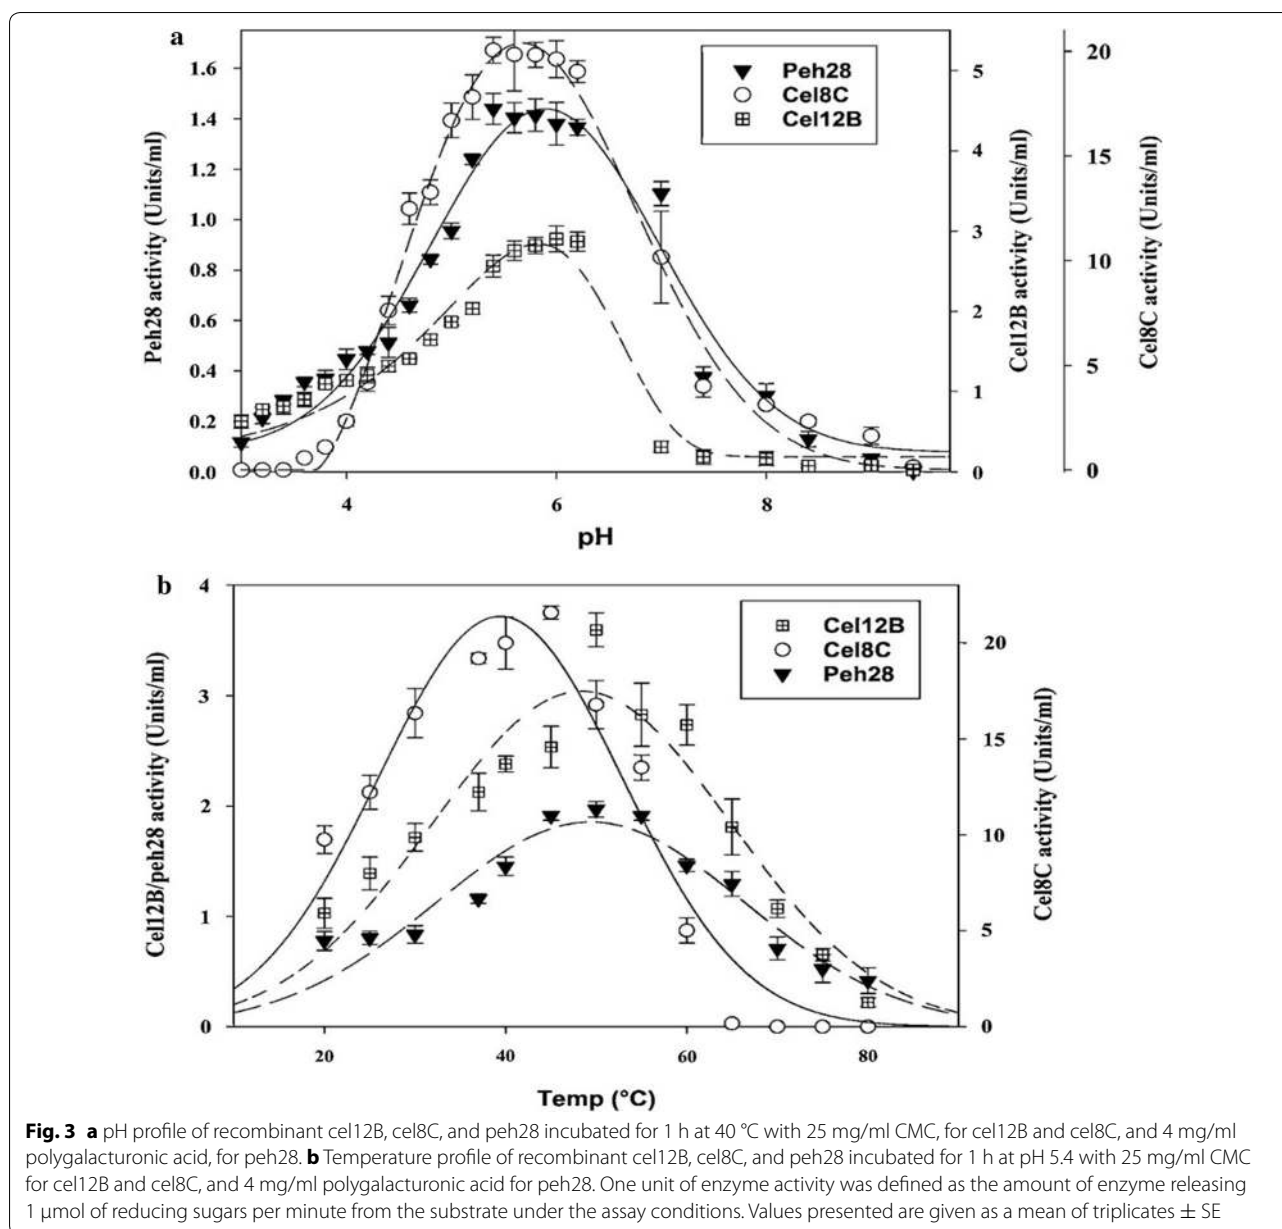 a
1.6
1.4
1.2
1.0
0.8
0.6
0.4
0.2
0.0
Peh28 activity (Units/ml)
Peh28
Cel8C
Cel12B
5
4
3
2
1
0
Cel12B activity (Units/ml)
20
15
10
5
0
Cel8C activity (Units/ml)
4
6
8
pH
b
4
3
2
1
0
Cel12B/peh28 activity (Units/ml)
Cel12B
Cel8C
Peh28
20
15
10
5
0
Cel8C activity (Units/ml)
20
40
60
80
Temp (°C)
Fig. 3 a pH profile of recombinant cel12B, cel8C, and peh28 incubated for 1 h at 40 °C with 25 mg/ml CMC, for cel12B and cel8C, and 4 mg/ml
polygalacturonic acid, for peh28. b Temperature profile of recombinant cel12B, cel8C, and peh28 incubated for 1 h at pH 5.4 with 25 mg/ml CMC
for cel12B and cel8C, and 4 mg/ml polygalacturonic acid for peh28. One unit of enzyme activity was defined as the amount of enzyme releasing
1 μmol of reducing sugars per minute from the substrate under the assay conditions. Values presented are given as a mean of triplicates ± SE